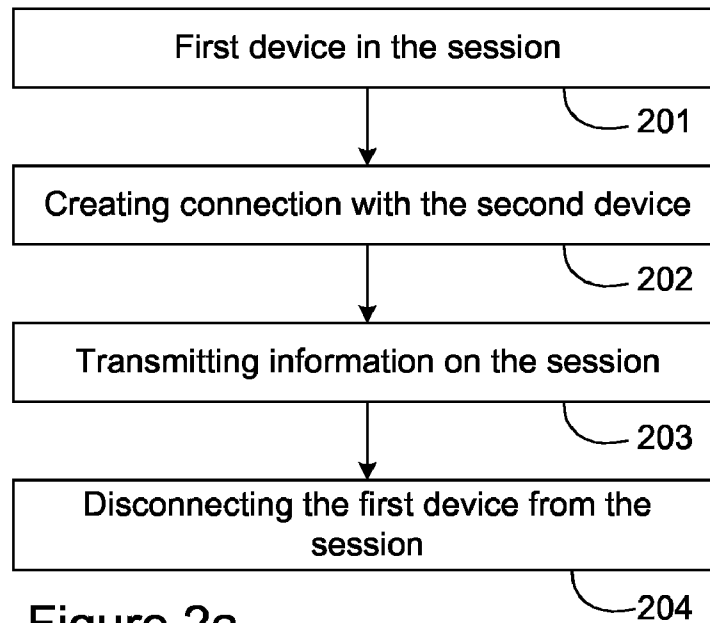 First device in the session
201
Creating connection with the second device
202
Transmitting information on the session
203
Disconnecting the first device from the
session
204
Figure 2a